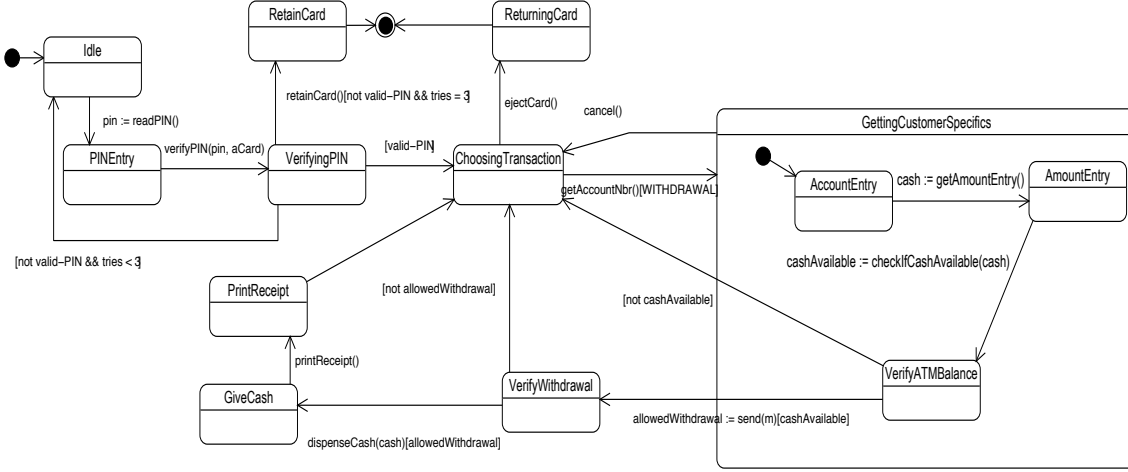 RetainCard
ReturningCard
Idle
retainCard()[not valid-PIN && tries = 3]
ejectCard()
cancel()
pin := readPIN()
GettingCustomerSpecifics
PINEntry
verifyPIN(pin, aCard)
VerifyingPIN
[valid-PIN]
ChoosingTransaction
getAccountNbr()[WITHDRAWAL]
AccountEntry
cash := getAmountEntry()
AmountEntry
[not valid-PIN && tries < 3]
cashAvailable := checkIfCashAvailable(cash)
PrintReceipt
[not allowedWithdrawal]
[not cashAvailable]
printReceipt()
GiveCash
VerifyWithdrawal
VerifyATMBalance
allowedWithdrawal := send(m)[cashAvailable]
dispenseCash(cash)[allowedWithdrawal]